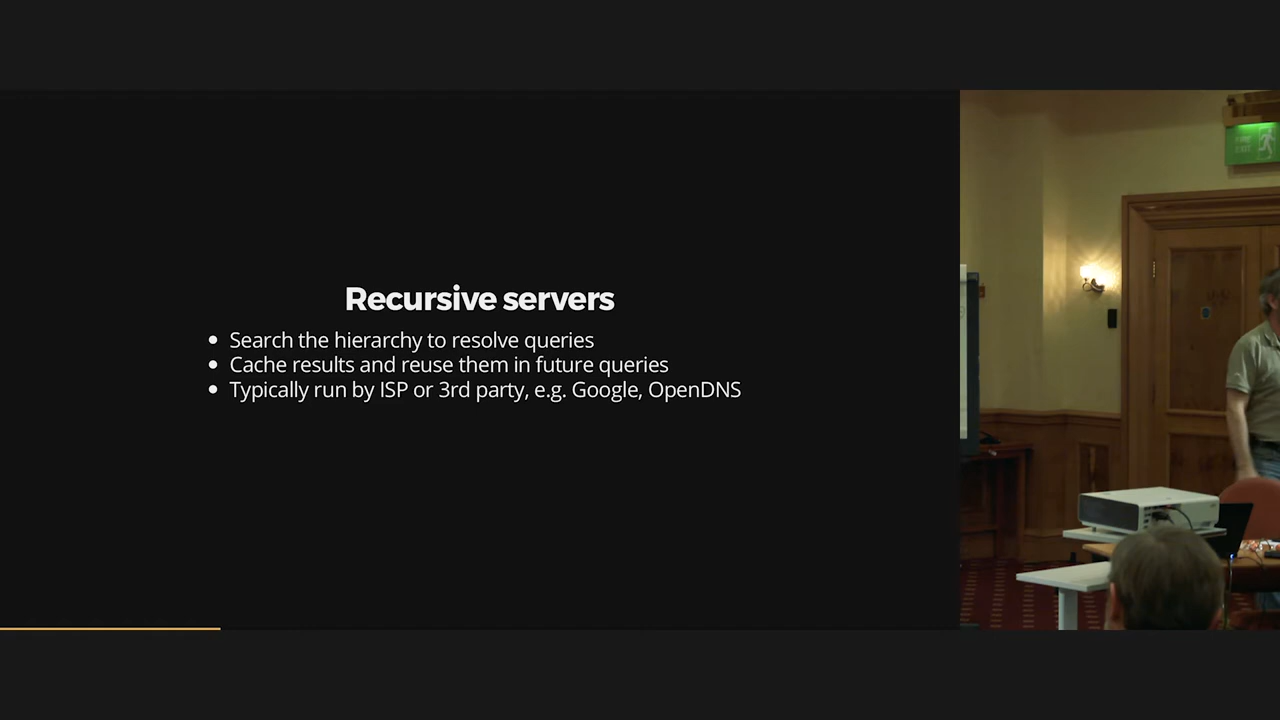 Recursive servers
Search the hierarchy to resolve queries
Cache results and reuse them in future queries
Typically run by ISP or 3rd party, e.g. Google, OpenDNS